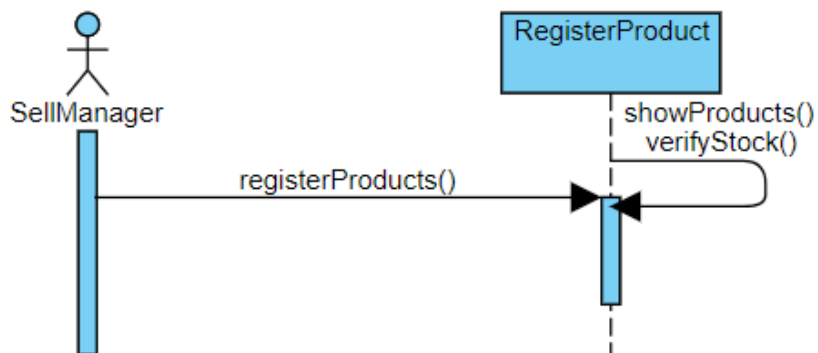 RegisterProduct
SellManager
showProducts()
verifyStock()
registerProducts()